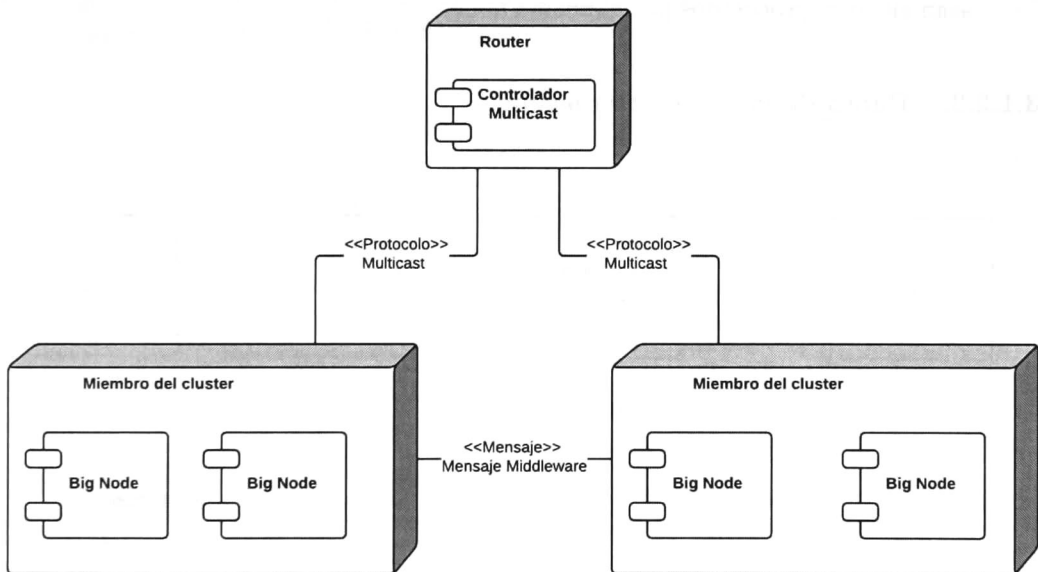 Router
Controlador
Multicast
<<Protocolo>>
Multicast
<<Protocolo>>
Multicast
Miembro del cluster
Big Node
Big Node
<<Mensaje>>
Mensaje Middleware
Miembro del cluster
Big Node
Big Node